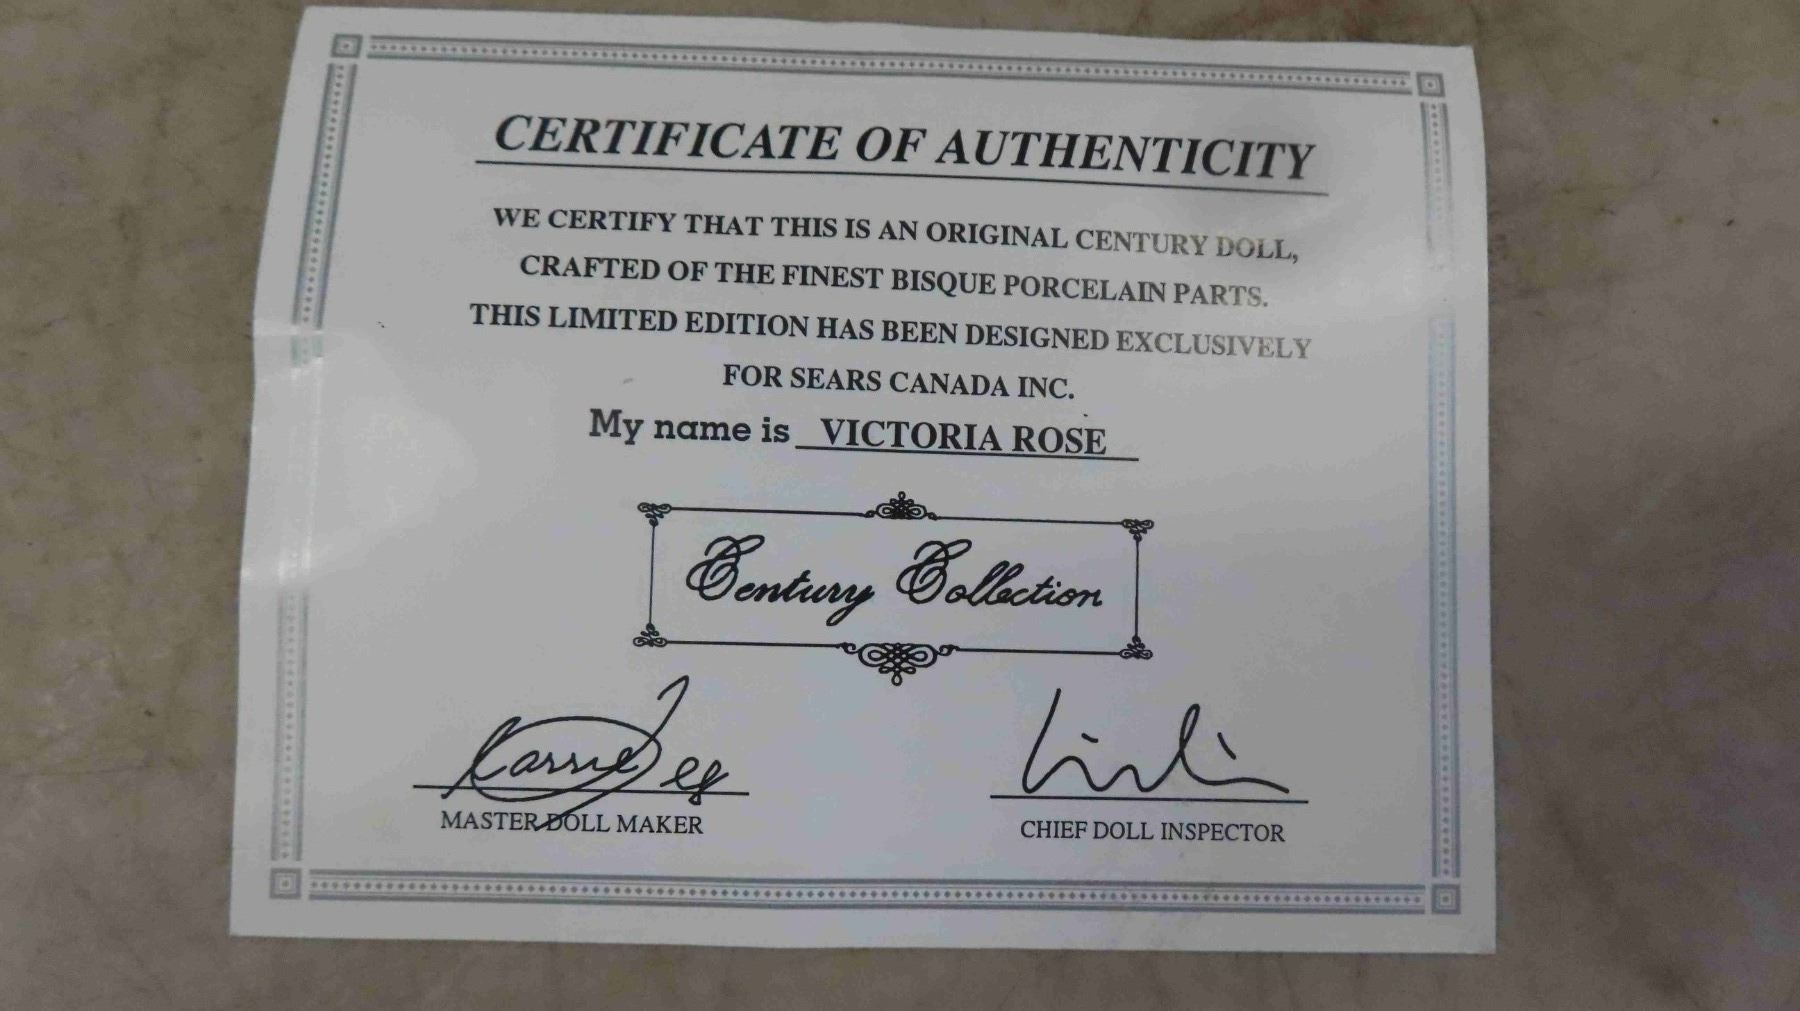 CERTIFICATE OF AUTHENTICITY
WE CERTIFY THAT THIS IS AN ORIGINAL CENTURY DOLL,
CRAFTED OF THE FINEST BISQUE PORCELAIN PARTS.
THIS LIMITED EDITION HAS BEEN DESIGNED EXCLUSIVELY
FOR SEARS CANADA INC.
My name is VICTORIA ROSE
Century Collection
MASTER DOLL MAKER
CHIEF DOLL INSPECTOR